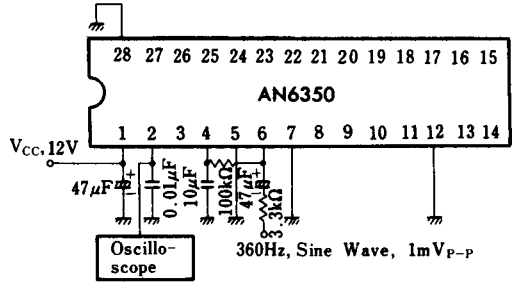 28 27 26 25 24 23 22 21 20 19 18 17 16 15
AN6350
1 2 3 4 5 6 7 8 9 10 11 12 13 14
VCC, 12V
47μF
+
0.01μF
10μF
100kΩ
47μF
+
3.3kΩ
Oscillo-
scope
360Hz, Sine Wave, 1mVP-P